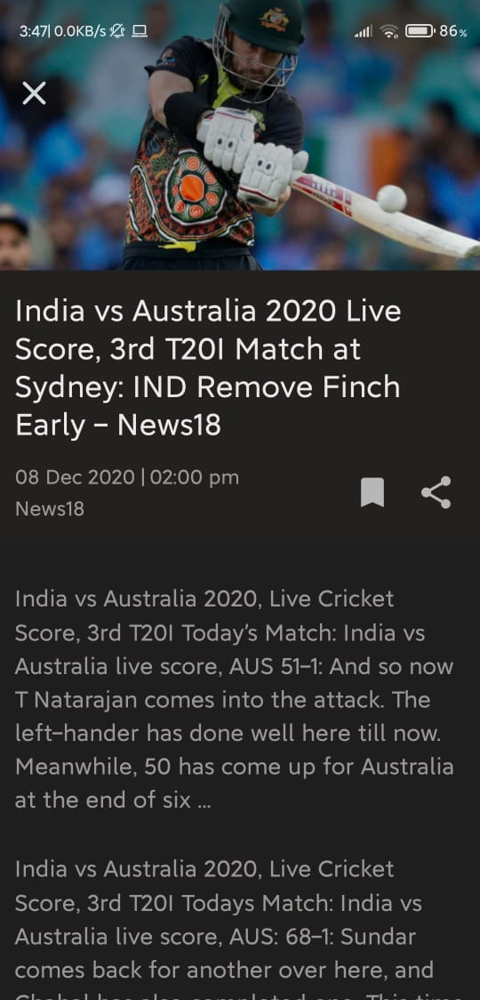 3:47| 0.0KB/s
86%
India vs Australia 2020 Live
Score, 3rd T20I Match at
Sydney: IND Remove Finch
Early – News18
08 Dec 2020 | 02:00 pm
News18
India vs Australia 2020, Live Cricket
Score, 3rd T20I Today’s Match: India vs
Australia live score, AUS 51–1: And so now
T Natarajan comes into the attack. The
left–hander has done well here till now.
Meanwhile, 50 has come up for Australia
at the end of six ...
India vs Australia 2020, Live Cricket
Score, 3rd T20I Todays Match: India vs
Australia live score, AUS: 68–1: Sundar
comes back for another over here, and